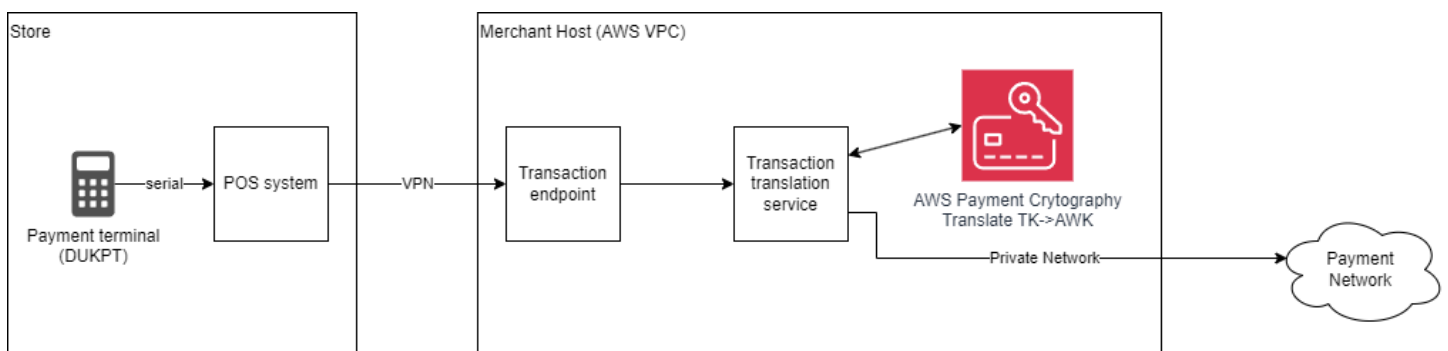 Store
Merchant Host (AWS VPC)
Payment terminal
(DUKPT)
serial
POS system
VPN
Transaction
endpoint
Transaction
translation
service
AWS Payment Crytography
Translate TK->AWK
Private Network
Payment
Network